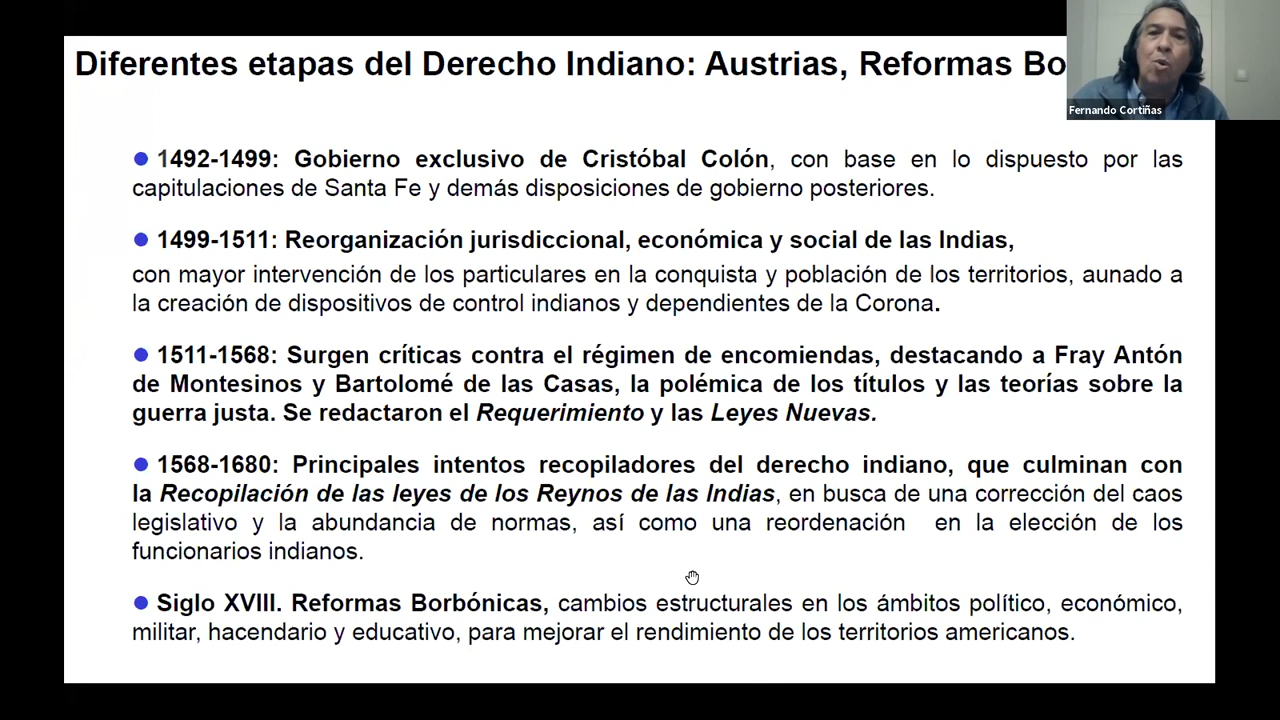 Diferentes etapas del Derecho Indiano: Austrias, Reformas Bo
Fernando Cortiñas
1492-1499: Gobierno exclusivo de Cristóbal Colón, con base en lo dispuesto por las
capitulaciones de Santa Fe y demás disposiciones de gobierno posteriores.
1499-1511: Reorganización jurisdiccional, económica y social de las Indias,
con mayor intervención de los particulares en la conquista y población de los territorios, aunado a
la creación de dispositivos de control indianos y dependientes de la Corona.
1511-1568: Surgen críticas contra el régimen de encomiendas, destacando a Fray Antón
de Montesinos y Bartolomé de las Casas, la polémica de los títulos y las teorías sobre la
guerra justa. Se redactaron el Requerimiento y las Leyes Nuevas.
1568-1680: Principales intentos recopiladores del derecho indiano, que culminan con
la Recopilación de las leyes de los Reynos de las Indias, en busca de una corrección del caos
legislativo y la abundancia de normas, así como una reordenación en la elección de los
funcionarios indianos.
Siglo XVIII. Reformas Borbónicas, cambios estructurales en los ámbitos político, económico,
militar, hacendario y educativo, para mejorar el rendimiento de los territorios americanos.